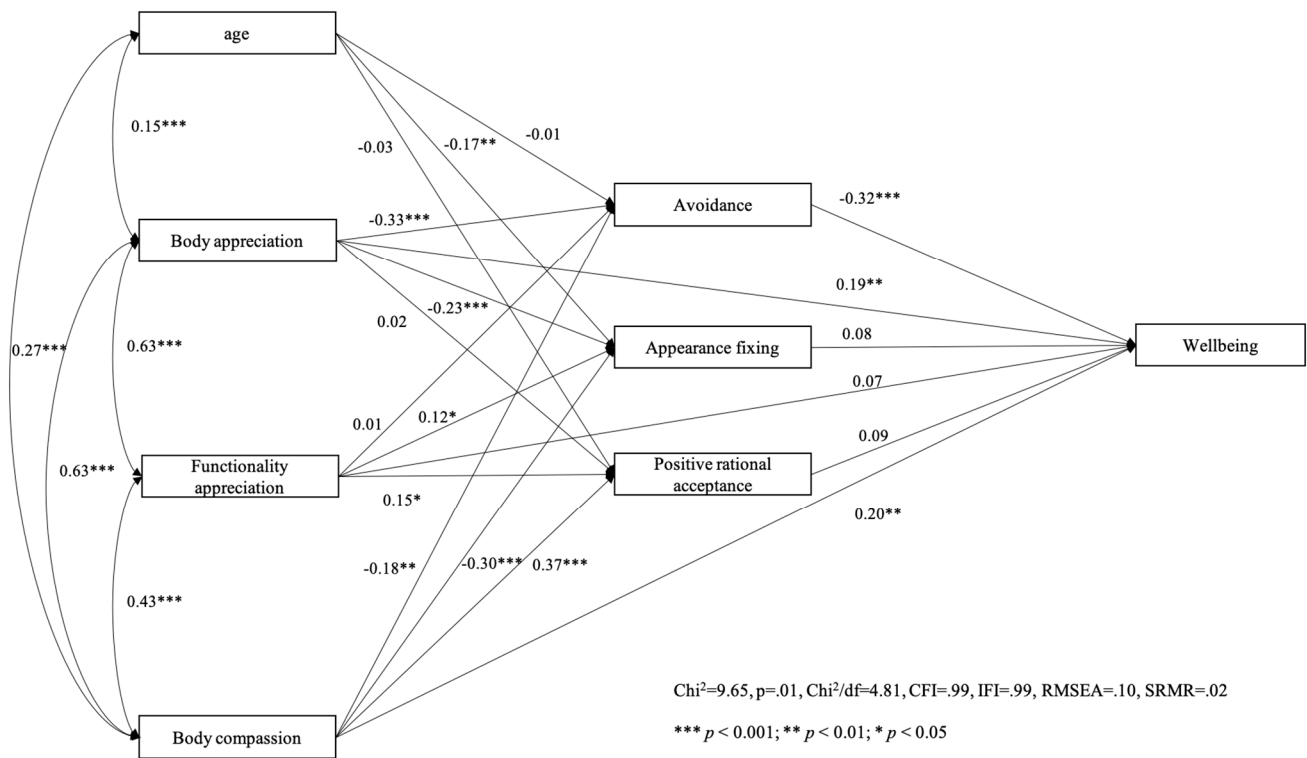 age
0.15***
-0.03
-0.17**
-0.01
Avoidance
-0.32***
Body appreciation
-0.33***
0.19**
-0.23***
0.02
0.27***
0.63***
Appearance fixing
0.08
Wellbeing
0.07
0.01
0.12*
0.09
0.63***
Functionality
appreciation
Positive rational
acceptance
0.15*
0.20**
-0.18**
-0.30***
0.37***
0.43***
Body compassion
Chi²=9.65, p=.01, Chi²/df=4.81, CFI=.99, IFI=.99, RMSEA=.10, SRMR=.02
*** p < 0.001; ** p < 0.01; * p < 0.05